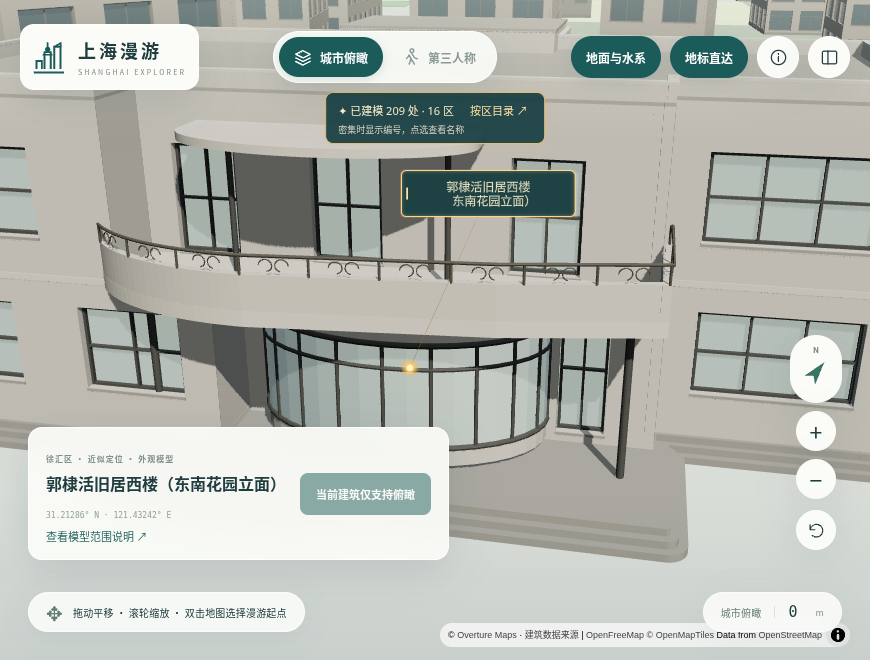 上海漫游
SHANGHAI EXPLORER
城市俯瞰
第三人称
地面与水系
地标直达
✦ 已建模 209 处 · 16 区 按区目录 ↗
密集时显示编号，点选查看名称
郭棣活旧居西楼
东南花园立面）
N
+
−
徐汇区 · 近似定位 · 外观模型
郭棣活旧居西楼（东南花园立面）
当前建筑仅支持俯瞰
31.21286° N · 121.43242° E
查看模型范围说明 ↗
拖动平移 · 滚轮缩放 · 双击地图选择漫游起点
城市俯瞰 0 m
© Overture Maps · 建筑数据来源 | OpenFreeMap © OpenMapTiles Data from OpenStreetMap